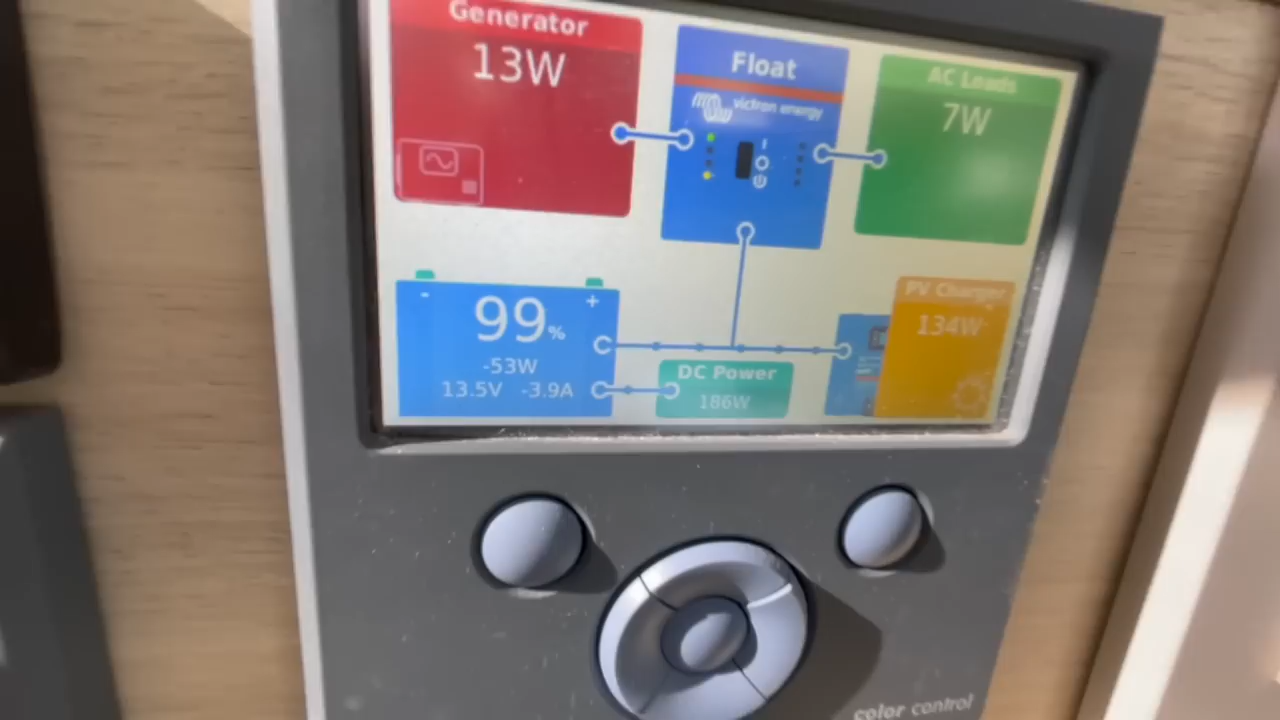 Generator
13W
Float
victron energy
AC Loads
7W
- 99% +
-53W
13.5V -3.9A
DC Power
186W
PV Charger
134W
color control